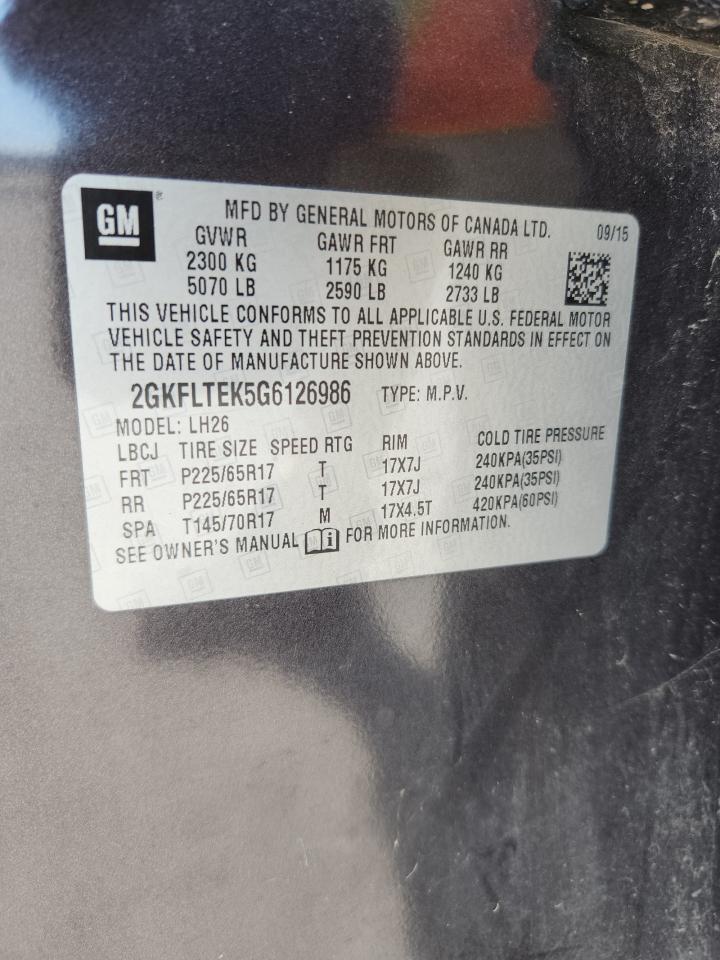 GM ®
MFD BY GENERAL MOTORS OF CANADA LTD. 09/15
GVWR GAWR FRT GAWR RR
2300 KG 1175 KG 1240 KG
5070 LB 2590 LB 2733 LB
THIS VEHICLE CONFORMS TO ALL APPLICABLE U.S. FEDERAL MOTOR
VEHICLE SAFETY AND THEFT PREVENTION STANDARDS IN EFFECT ON
THE DATE OF MANUFACTURE SHOWN ABOVE.
2GKFLTEK5G6126986 TYPE: M.P.V.
MODEL: LH26
LBCJ TIRE SIZE SPEED RTG RIM COLD TIRE PRESSURE
FRT P225/65R17 T 17X7J 240KPA(35PSI)
RR P225/65R17 T 17X7J 240KPA(35PSI)
SPA T145/70R17 M 17X4.5T 420KPA(60PSI)
SEE OWNER'S MANUAL FOR MORE INFORMATION.